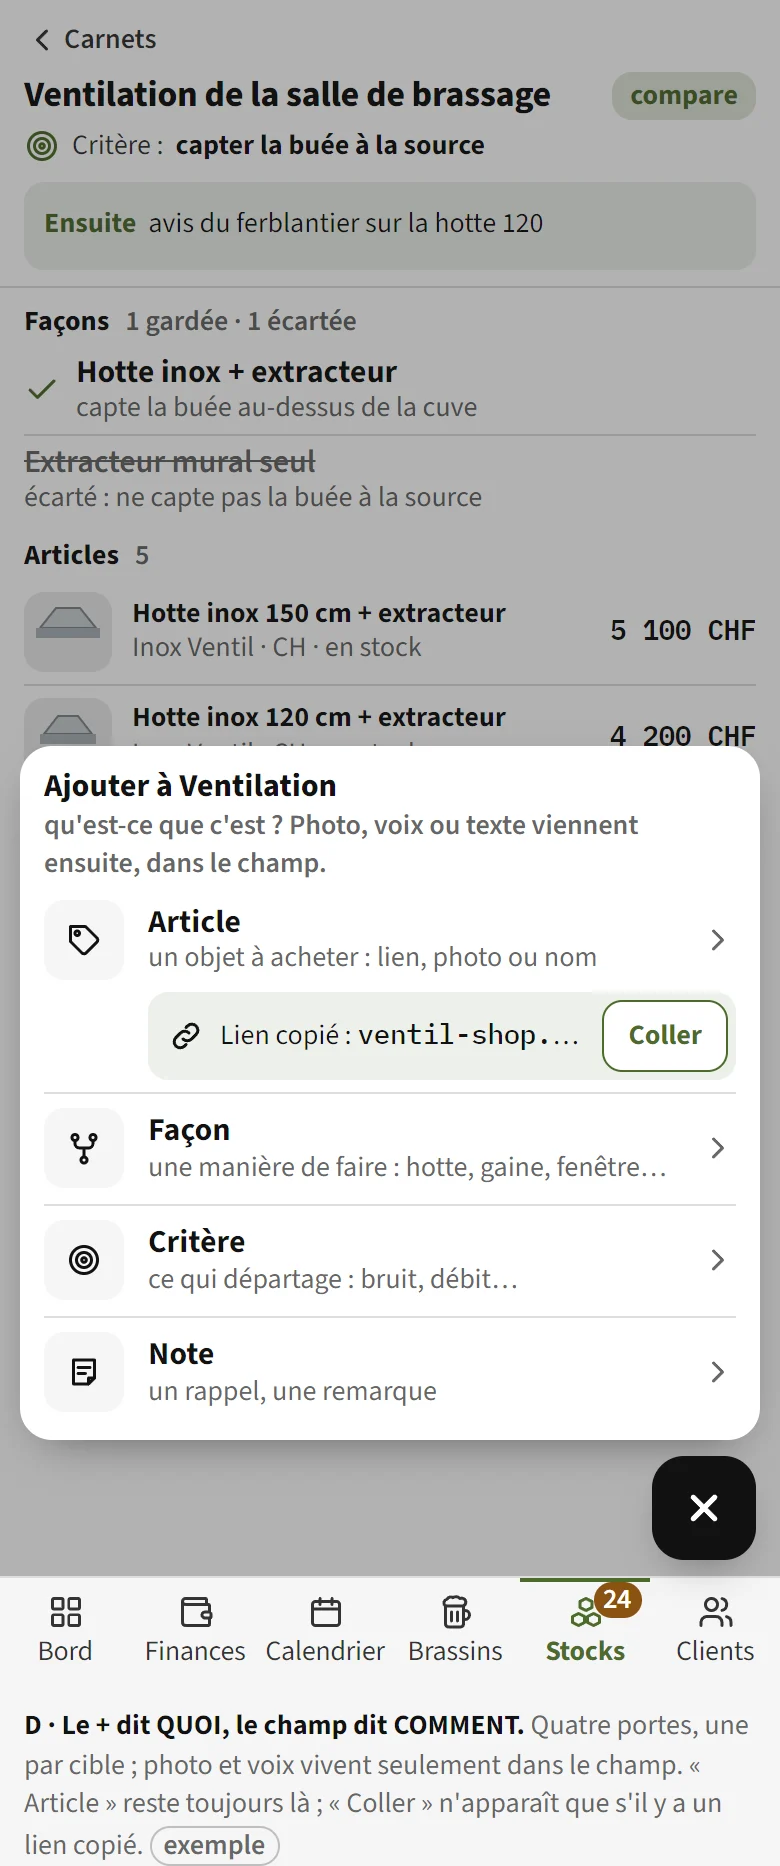 Carnets
Ventilation de la salle de brassage
compare
Critère : capter la buée à la source
Ensuite avis du ferblantier sur la hotte 120
Façons 1 gardée · 1 écartée
Hotte inox + extracteur
capte la buée au-dessus de la cuve
Extracteur mural seul
écarté : ne capte pas la buée à la source
Articles 5
Hotte inox 150 cm + extracteur
Inox Ventil · CH · en stock
5 100 CHF
Hotte inox 120 cm + extracteur
4 200 CHF
Ajouter à Ventilation
qu'est-ce que c'est ? Photo, voix ou texte viennent
ensuite, dans le champ.
Article
un objet à acheter : lien, photo ou nom
Lien copié : ventil-shop.…
Coller
Façon
une manière de faire : hotte, gaine, fenêtre…
Critère
ce qui départage : bruit, débit…
Note
un rappel, une remarque
24
Bord Finances Calendrier Brassins Stocks Clients
D · Le + dit QUOI, le champ dit COMMENT. Quatre portes, une
par cible ; photo et voix vivent seulement dans le champ. «
Article » reste toujours là ; « Coller » n'apparaît que s'il y a un
lien copié. exemple